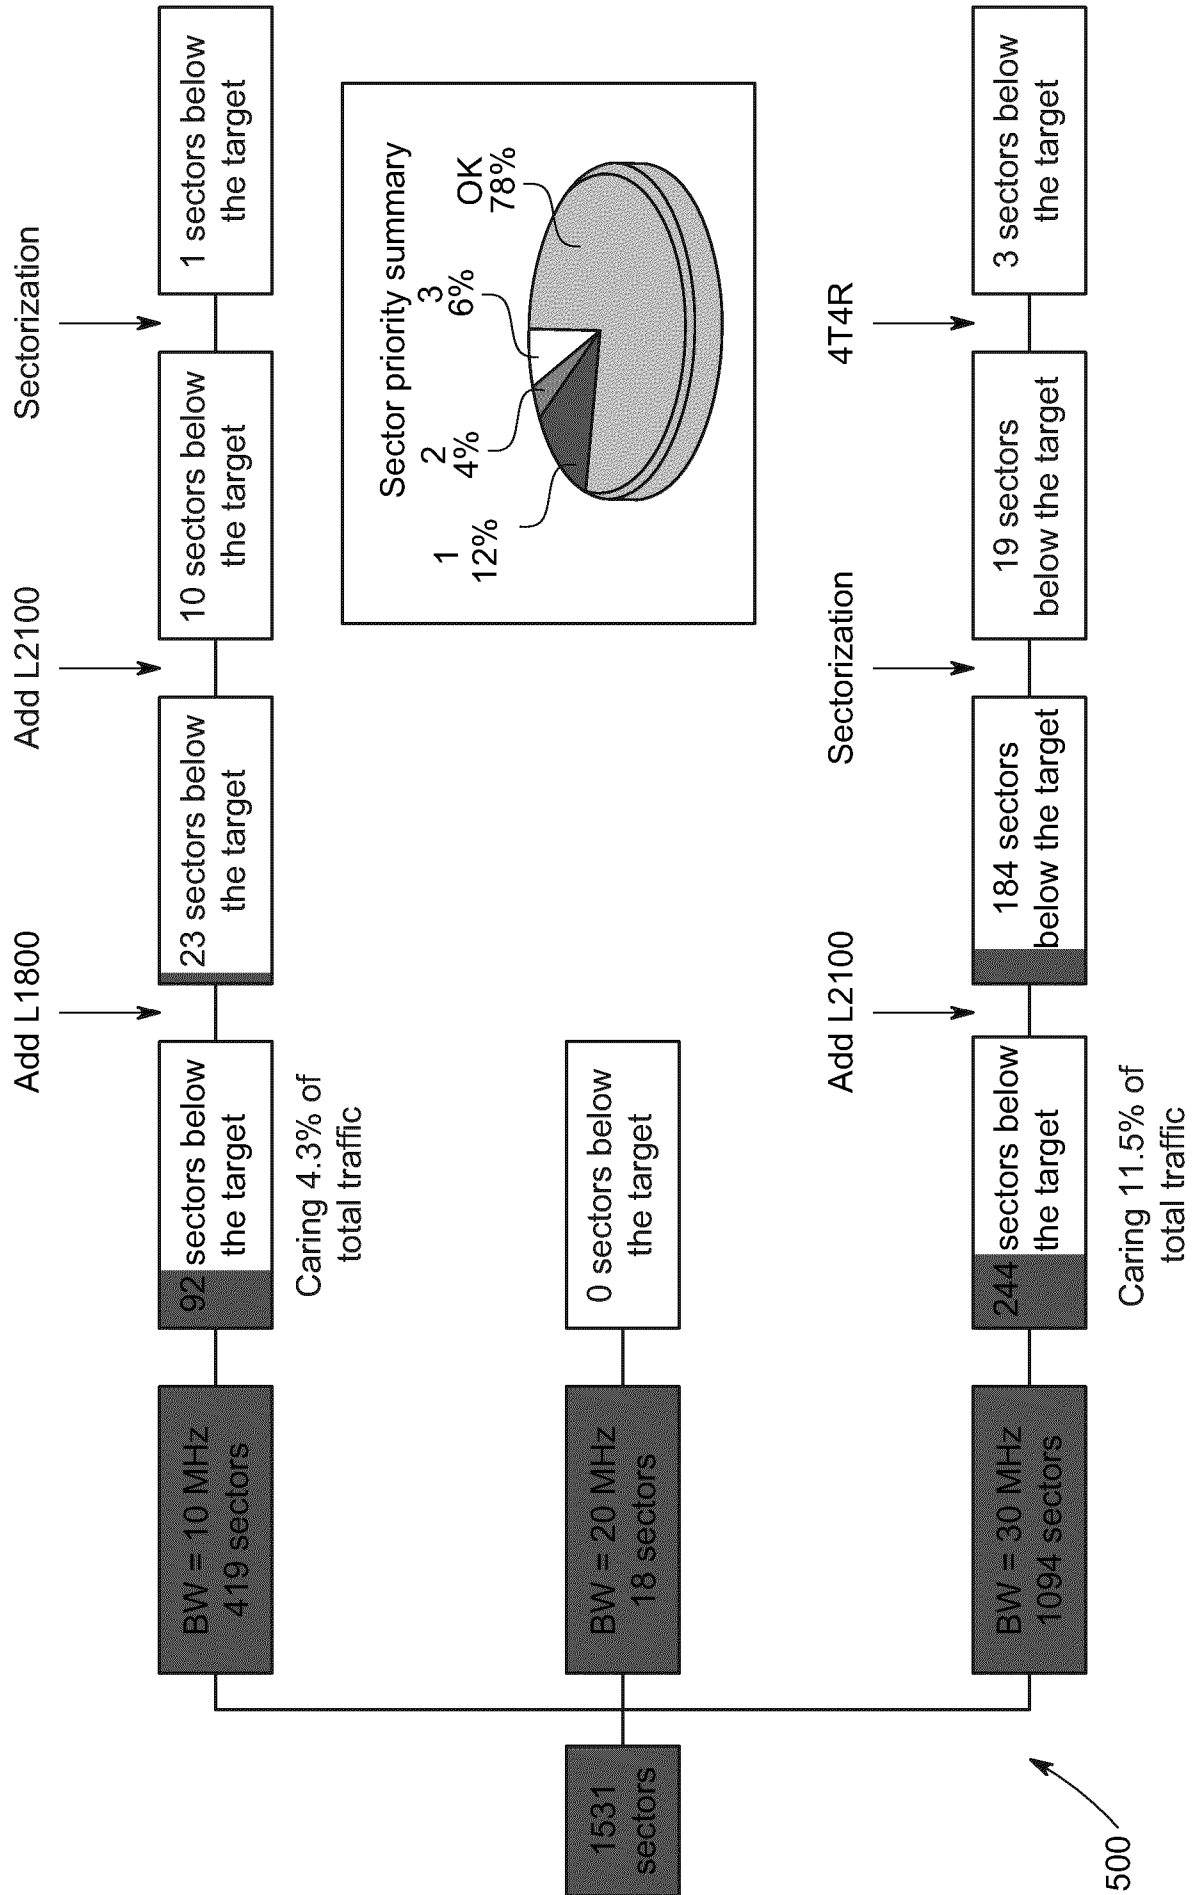 1531
sectors
BW = 10 MHz
419 sectors
92 sectors below
the target
Caring 4.3% of
total traffic
Add L1800
23 sectors below
the target
Add L2100
10 sectors below
the target
Sectorization
1 sectors below
the target
BW = 20 MHz
18 sectors
0 sectors below
the target
Sector priority summary
1
12%
2
4%
3
6%
OK
78%
BW = 30 MHz
1094 sectors
244 sectors below
the target
Caring 11.5% of
total traffic
Add L2100
184 sectors
below the target
Sectorization
19 sectors
below the target
4T4R
3 sectors below
the target
500